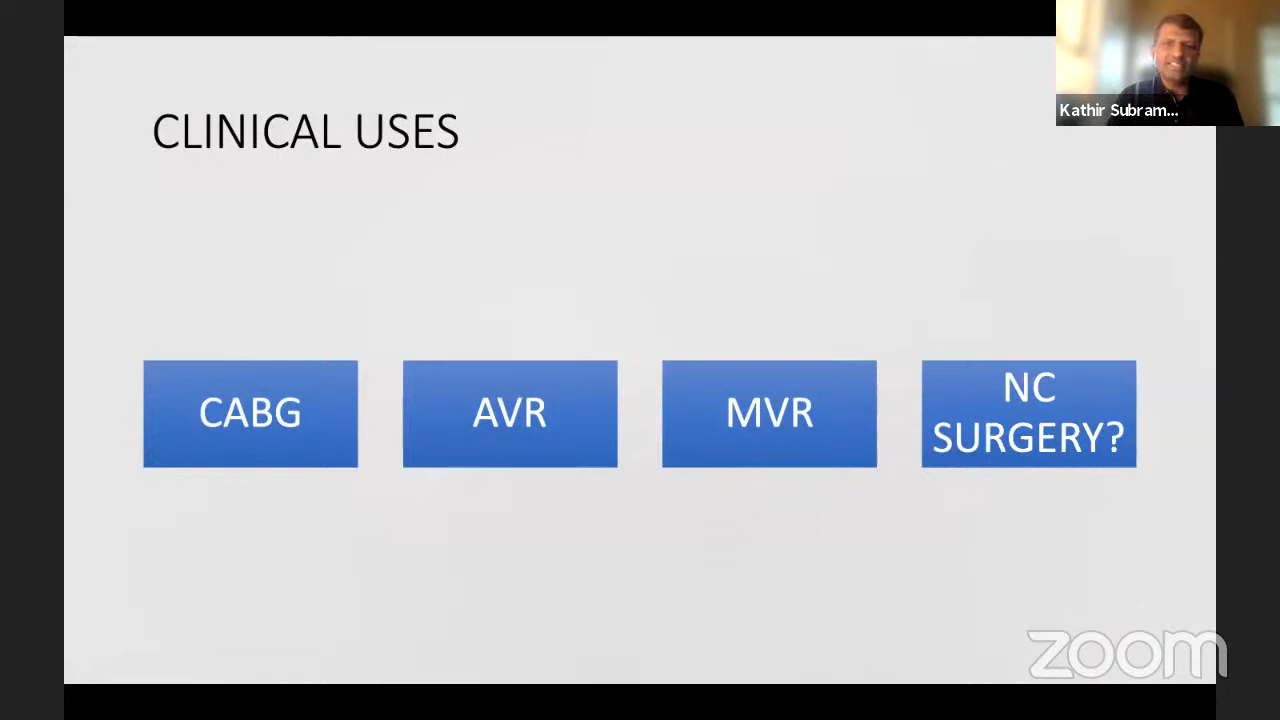 Kathir Subram...
CLINICAL USES
CABG
AVR
MVR
NC
SURGERY?
zoom